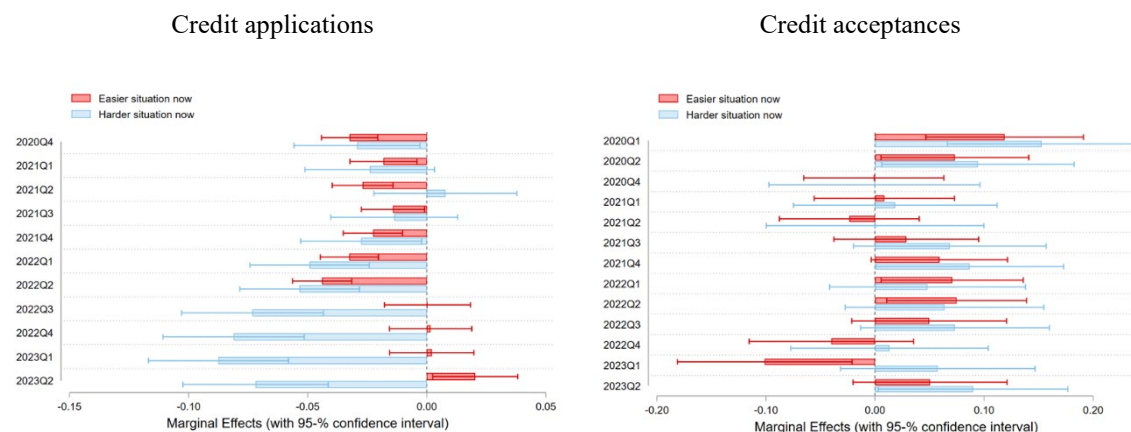 Credit applications
Easier situation now
Harder situation now
2020Q4
2021Q1
2021Q2
2021Q3
2021Q4
2022Q1
2022Q2
2022Q3
2022Q4
2023Q1
2023Q2
-0.15 -0.10 -0.05 0.00 0.05
Marginal Effects (with 95-% confidence interval)
Credit acceptances
Easier situation now
Harder situation now
2020Q1
2020Q2
2020Q4
2021Q1
2021Q2
2021Q3
2021Q4
2022Q1
2022Q2
2022Q3
2022Q4
2023Q1
2023Q2
-0.20 -0.10 0.00 0.10 0.20
Marginal Effects (with 95-% confidence interval)